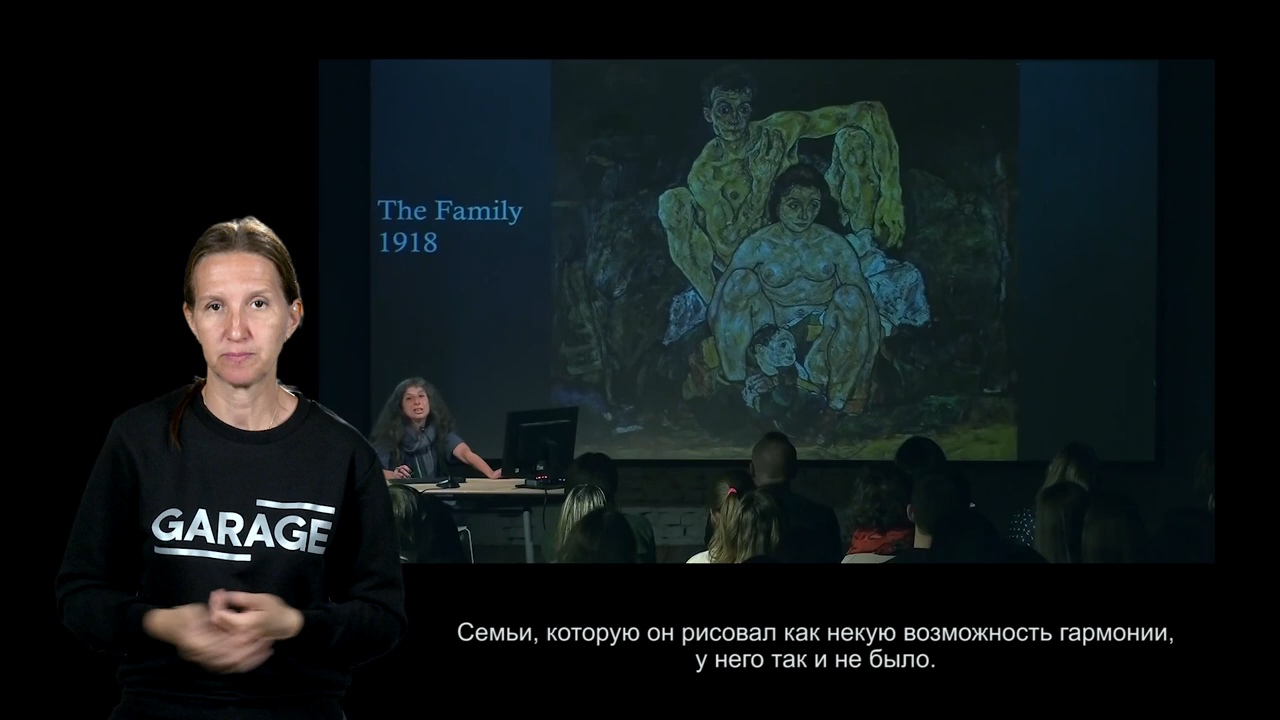 The Family
1918
GARAGE
Семьи, которую он рисовал как некую возможность гармонии,
у него так и не было.